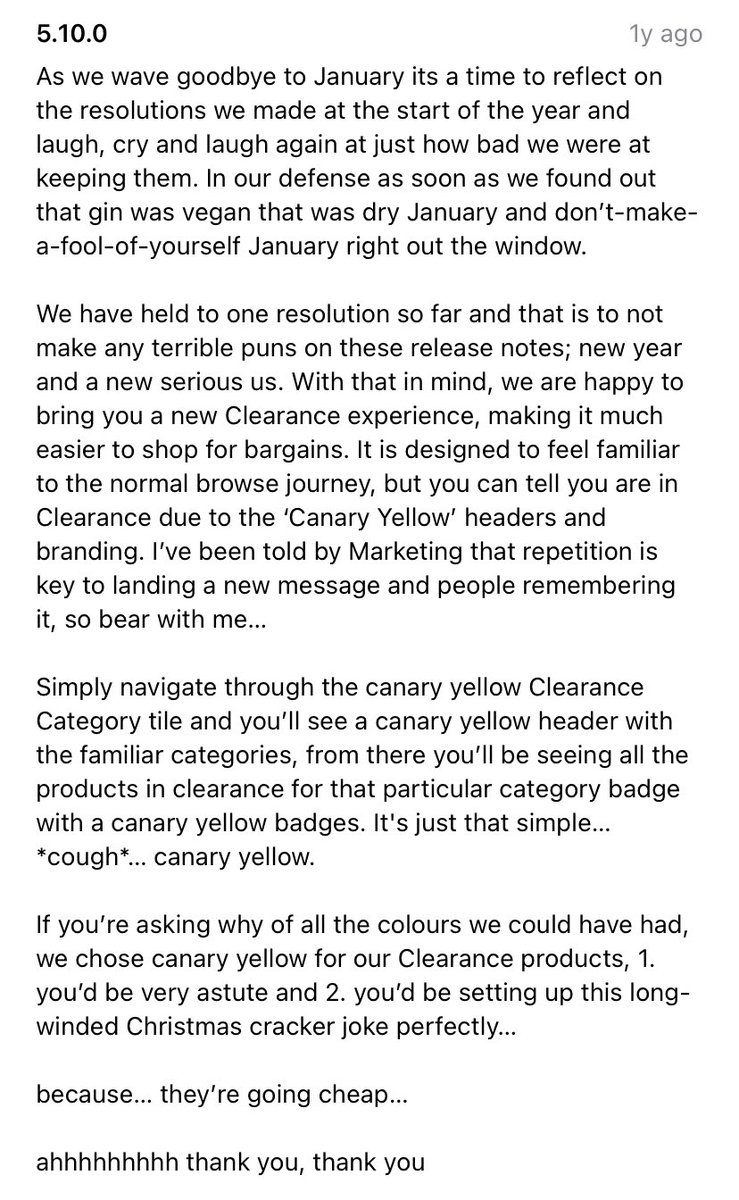 5.10.0
1y ago
As we wave goodbye to January its a time to reflect on
the resolutions we made at the start of the year and
laugh, cry and laugh again at just how bad we were at
keeping them. In our defense as soon as we found out
that gin was vegan that was dry January and don’t-make-
a-fool-of-yourself January right out the window.
We have held to one resolution so far and that is to not
make any terrible puns on these release notes; new year
and a new serious us. With that in mind, we are happy to
bring you a new Clearance experience, making it much
easier to shop for bargains. It is designed to feel familiar
to the normal browse journey, but you can tell you are in
Clearance due to the ‘Canary Yellow’ headers and
branding. I’ve been told by Marketing that repetition is
key to landing a new message and people remembering
it, so bear with me...
Simply navigate through the canary yellow Clearance
Category tile and you’ll see a canary yellow header with
the familiar categories, from there you’ll be seeing all the
products in clearance for that particular category badge
with a canary yellow badges. It's just that simple...
*cough*... canary yellow.
If you’re asking why of all the colours we could have had,
we chose canary yellow for our Clearance products, 1.
you’d be very astute and 2. you’d be setting up this long-
winded Christmas cracker joke perfectly...
because... they’re going cheap...
ahhhhhhhhhh thank you, thank you